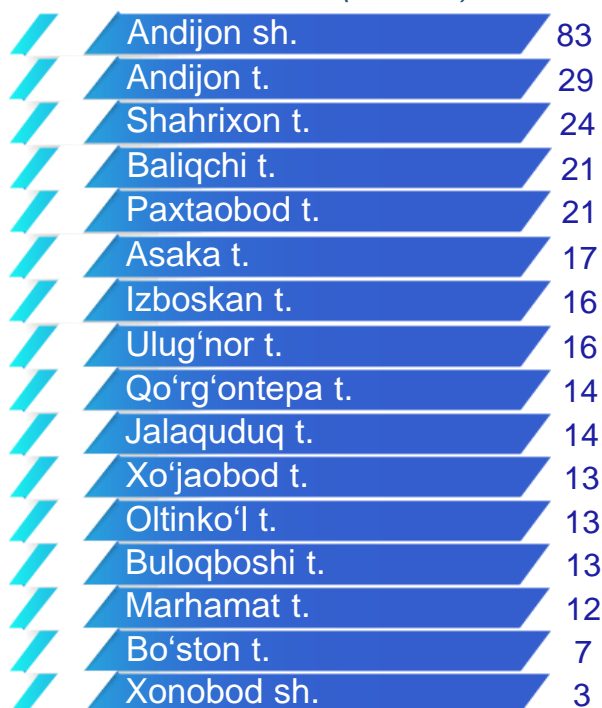 Andijon sh. 83
Andijon t. 29
Shahrixon t. 24
Baliqchi t. 21
Paxtaobod t. 21
Asaka t. 17
Izboskan t. 16
Ulug‘nor t. 16
Qo‘rg‘ontepa t. 14
Jalaquduq t. 14
Xo‘jaobod t. 13
Oltinko‘l t. 13
Buloqboshi t. 13
Marhamat t. 12
Bo‘ston t. 7
Xonobod sh. 3